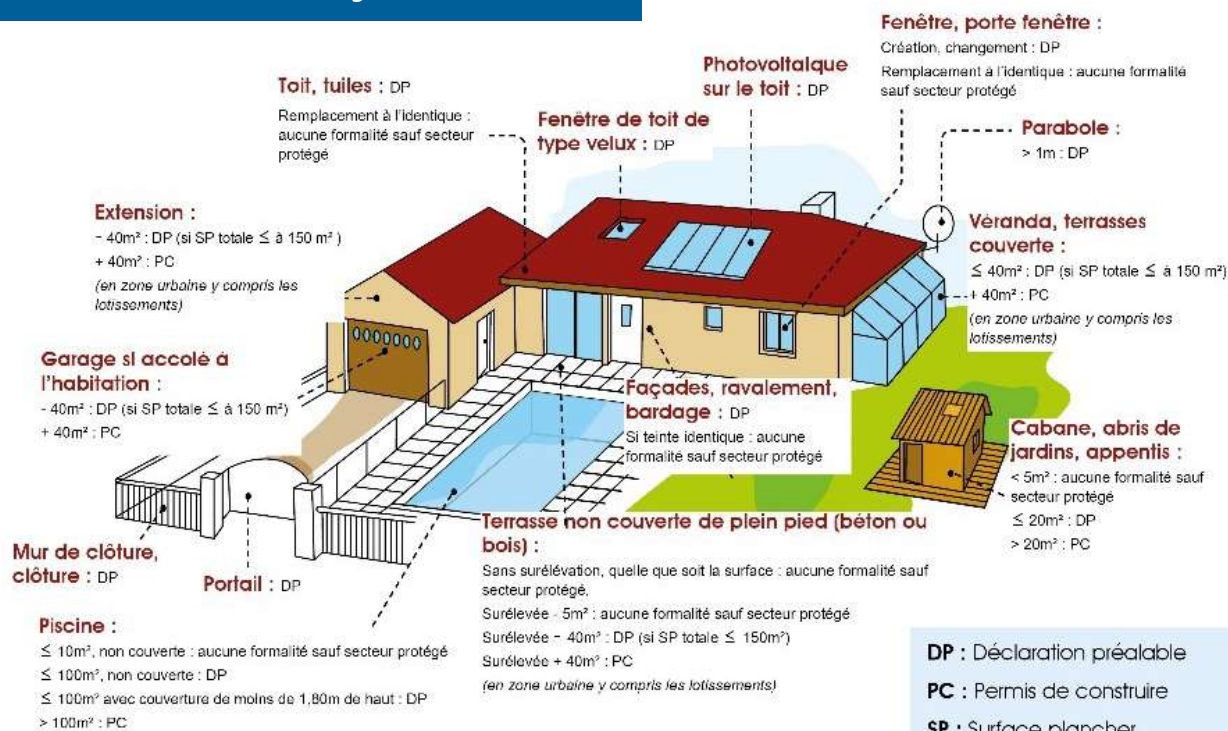 Fenêtre, porte fenêtre :
Création, changement : DP
Remplacement à l'identique : aucune formalité
sauf secteur protégé
Photovoltaïque
sur le toit : DP
Toit, tuiles : DP
Remplacement à l'identique :
aucune formalité sauf secteur
protégé
Fenêtre de toit de
type velux : DP
Parabole :
> 1m : DP
Extension :
- 40m² : DP (si SP totale ≤ à 150 m² )
+ 40m² : PC
(en zone urbaine y compris les
lotissements)
Véranda, terrasses
couverte :
≤ 40m² : DP (si SP totale ≤ à 150 m²)
+ 40m² : PC
(en zone urbaine y compris les
lotissements)
Garage si accolé à
l'habitation :
- 40m² : DP (si SP totale ≤ à 150 m²)
+ 40m² : PC
Façades, ravalement,
bardage : DP
Si teinte identique : aucune
formalité sauf secteur protégé
Cabane, abris de
jardins, appentis :
< 5m² : aucune formalité sauf
secteur protégé
≤ 20m² : DP
> 20m² : PC
Mur de clôture,
clôture : DP
Portail : DP
Terrasse non couverte de plein pied (béton ou
bois) :
Sans surélévation, quelle que soit la surface : aucune formalité sauf
secteur protégé.
Surélevée - 5m² : aucune formalité sauf secteur protégé
Surélevée - 40m² : DP (si SP totale ≤ 150m²)
Surélevée + 40m² : PC
(en zone urbaine y compris les lotissements)
Piscine :
≤ 10m², non couverte : aucune formalité sauf secteur protégé
≤ 100m², non couverte : DP
≤ 100m² avec couverture de moins de 1,80m de haut : DP
> 100m² : PC
DP : Déclaration préalable
PC : Permis de construire
SP : Surface plancher